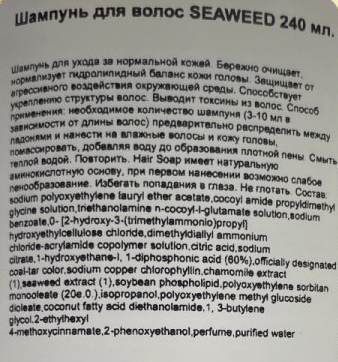 Шампунь для волос SEAWEED 240 мл.
Шампунь для ухода за нормальной кожей. Бережно очищает,
нормализует гидролипидный баланс кожи головы. Защищает от
агрессивного воздействия окружающей среды. Способствует
укреплению структуры волос. Выводит токсины из волос. Способ
применения: необходимое количество шампуня (3-10 мл в
зависимости от длины волос) предварительно распределить между
ладонями и нанести на влажные волосы и кожу головы,
помассировать, добавляя воду до образования плотной пены. Смыть
теплой водой. Повторить. Hair Soap имеет натуральную
аминокислотную основу, при первом нанесении возможно слабое
пенообразование. Избегать попадания в глаза. Не глотать. Состав:
sodium polyoxyethylene lauryl ether acetate,cocoyl amide propyldimethyl
glycine solution,triethanolamine n-cocoyl-l-glutamate solution,sodium
benzoate,0- [2-hydroxy-3-(trimethylammonio)propyl]
hydroxyethylcellulose chloride,dimethyldiallyl ammonium
chloride-acrylamide copolymer solution,citric acid,sodium
citrate,1-hydroxyethane-l, 1-diphosphonic acid (60%),officially designated
coal-tar color,sodium copper chlorophyllin,chamomile extract
(1),seaweed extract (1),soybean phospholipid,polyoxyethylene sorbitan
monooleate (20e.0.),isopropanol,polyoxyethylene methyl glucoside
dioleate,coconut fatty acid diethanolamide,1, 3-butylene
glycol.2-ethylhexyl
4-methoxycinnamate,2-phenoxyethanol,perfume,purified water